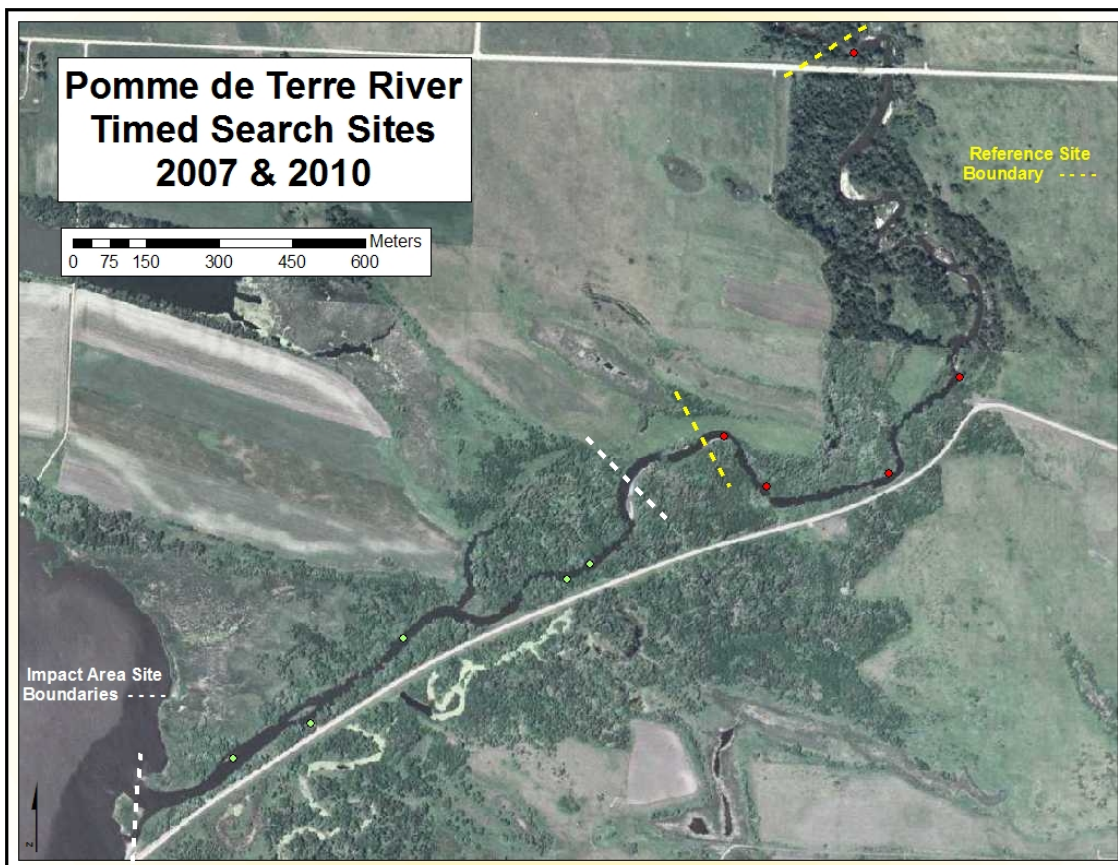 Pomme de Terre River
Timed Search Sites
2007 & 2010
Meters
0 75 150 300 450 600
Reference Site
Boundary - - - -
Impact Area Site
Boundaries - - - -
N